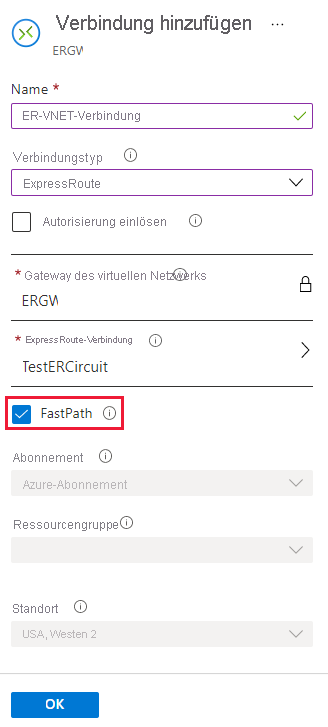 Verbindung hinzufügen ...
ERGW
Name *
ER-VNET-Verbindung
Verbindungstyp
ExpressRoute
Autorisierung einlösen
* Gateway des virtuellen Netzwerks
ERGW
* ExpressRoute-Verbindung
TestERCircuit
FastPath
Abonnement
Azure-Abonnement
Ressourcengruppe
Standort
USA, Westen 2
OK